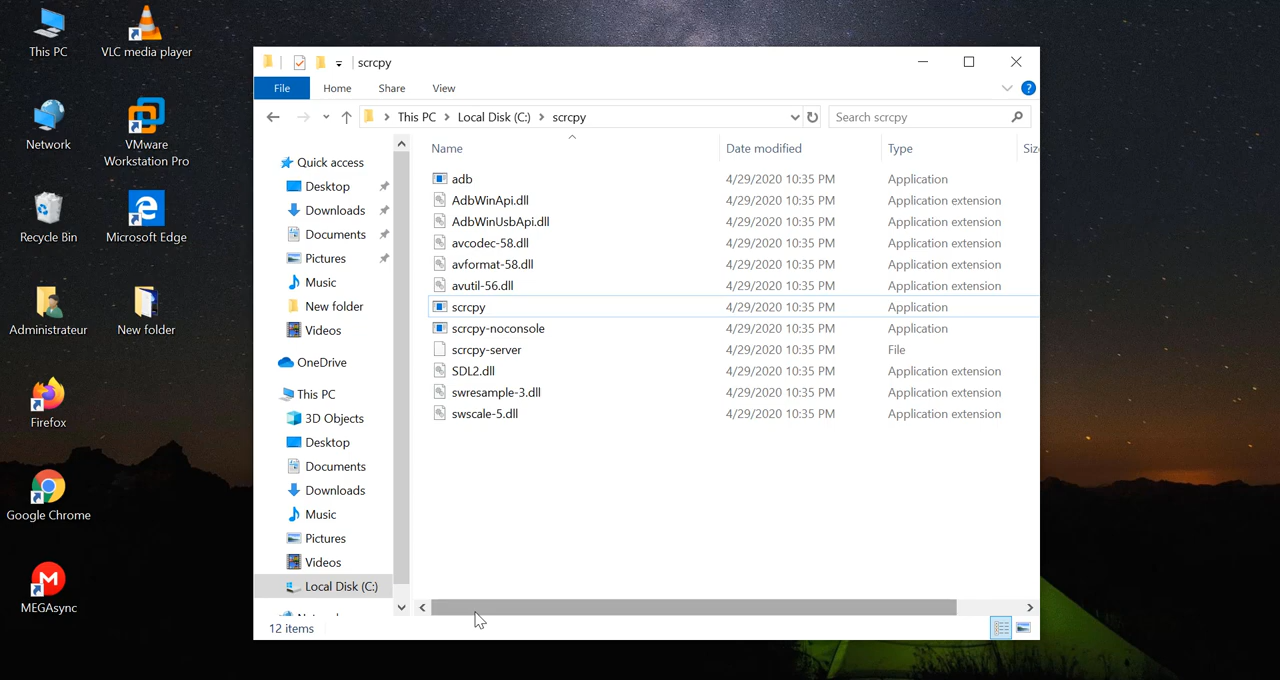 This PC
VLC media player
Network
VMware
Workstation Pro
Recycle Bin
Microsoft Edge
Administrateur
New folder
Firefox
Google Chrome
MEGAsync
scrcpy
File
Home
Share
View
This PC
Local Disk (C:)
scrcpy
Search scrcpy
Name
Date modified
Type
Siz
Quick access
Desktop
Downloads
Documents
Pictures
Music
New folder
Videos
OneDrive
This PC
3D Objects
Desktop
Documents
Downloads
Music
Pictures
Videos
Local Disk (C:)
adb 4/29/2020 10:35 PM Application
AdbWinApi.dll 4/29/2020 10:35 PM Application extension
AdbWinUsbApi.dll 4/29/2020 10:35 PM Application extension
avcodec-58.dll 4/29/2020 10:35 PM Application extension
avformat-58.dll 4/29/2020 10:35 PM Application extension
avutil-56.dll 4/29/2020 10:35 PM Application extension
scrcpy 4/29/2020 10:35 PM Application
scrcpy-noconsole 4/29/2020 10:35 PM Application
scrcpy-server 4/29/2020 10:35 PM File
SDL2.dll 4/29/2020 10:35 PM Application extension
swresample-3.dll 4/29/2020 10:35 PM Application extension
swscale-5.dll 4/29/2020 10:35 PM Application extension
12 items